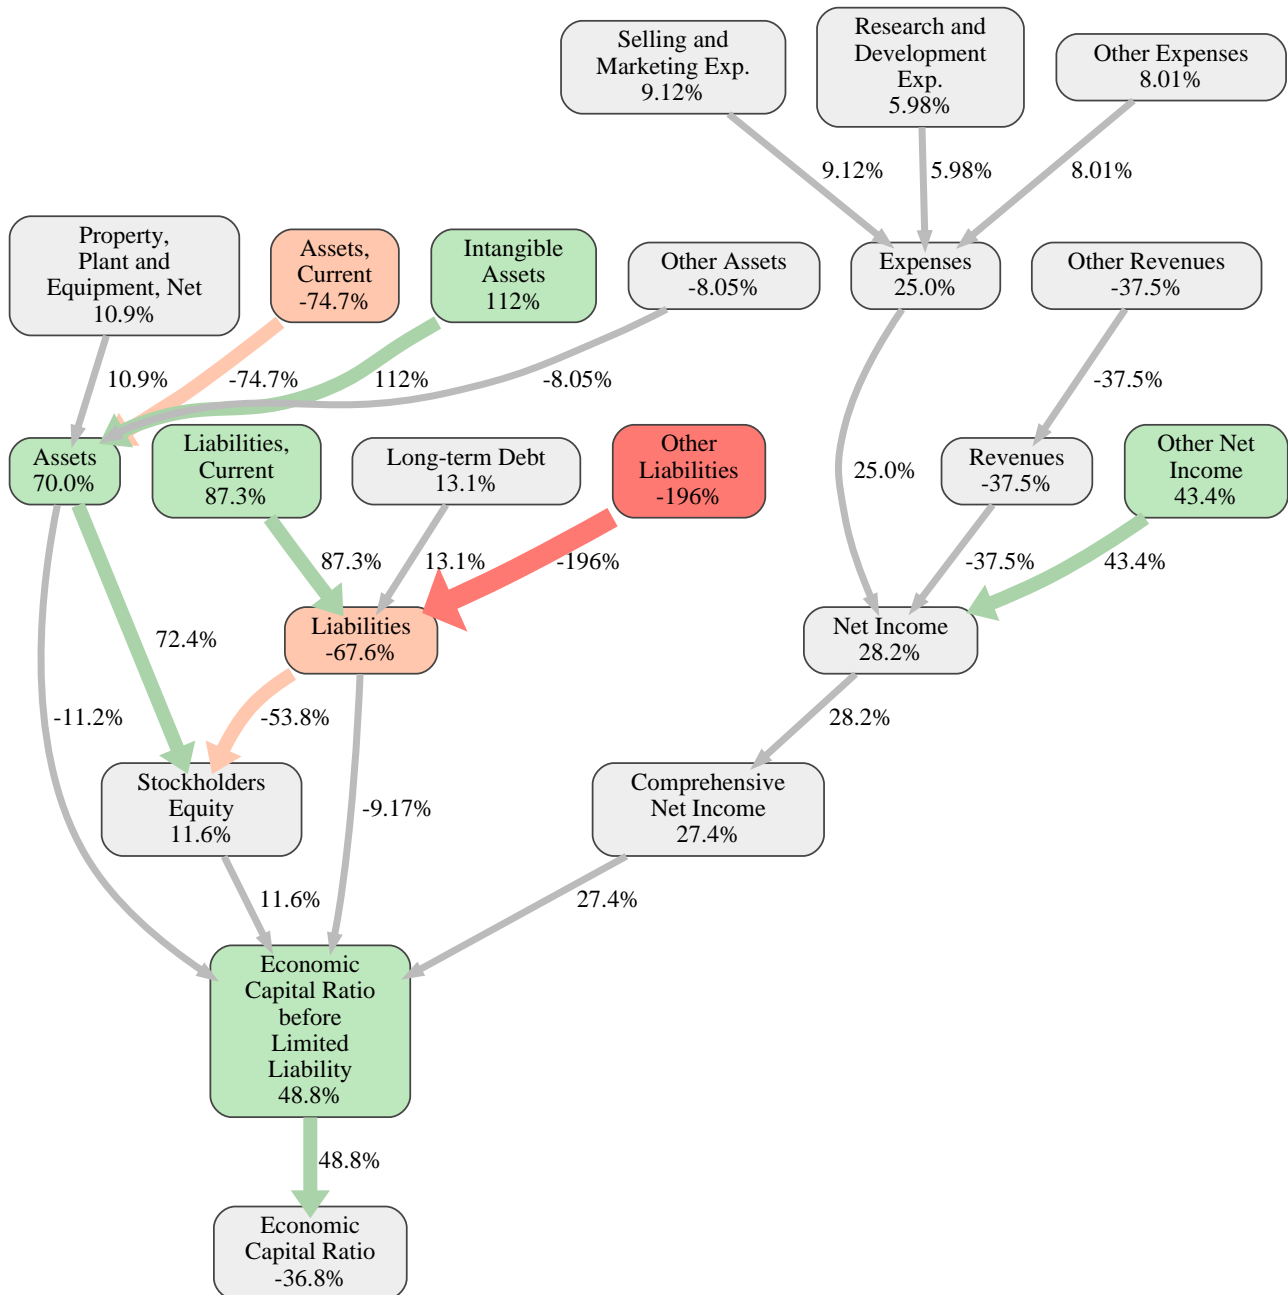 Selling and
Marketing Exp.
9.12%
Research and
Development
Exp.
5.98%
Other Expenses
8.01%
9.12%
5.98%
8.01%
Property,
Plant and
Equipment, Net
10.9%
Assets,
Current
-74.7%
Intangible
Assets
112%
Other Assets
-8.05%
Expenses
25.0%
Other Revenues
-37.5%
10.9%
-74.7%
112%
-8.05%
-37.5%
Assets
70.0%
Liabilities,
Current
87.3%
Long-term Debt
13.1%
Other
Liabilities
-196%
25.0%
Revenues
-37.5%
Other Net
Income
43.4%
87.3%
13.1%
-196%
-37.5%
43.4%
72.4%
Liabilities
-67.6%
Net Income
28.2%
-11.2%
-53.8%
28.2%
Stockholders
Equity
11.6%
-9.17%
Comprehensive
Net Income
27.4%
11.6%
27.4%
Economic
Capital Ratio
before
Limited
Liability
48.8%
48.8%
Economic
Capital Ratio
-36.8%